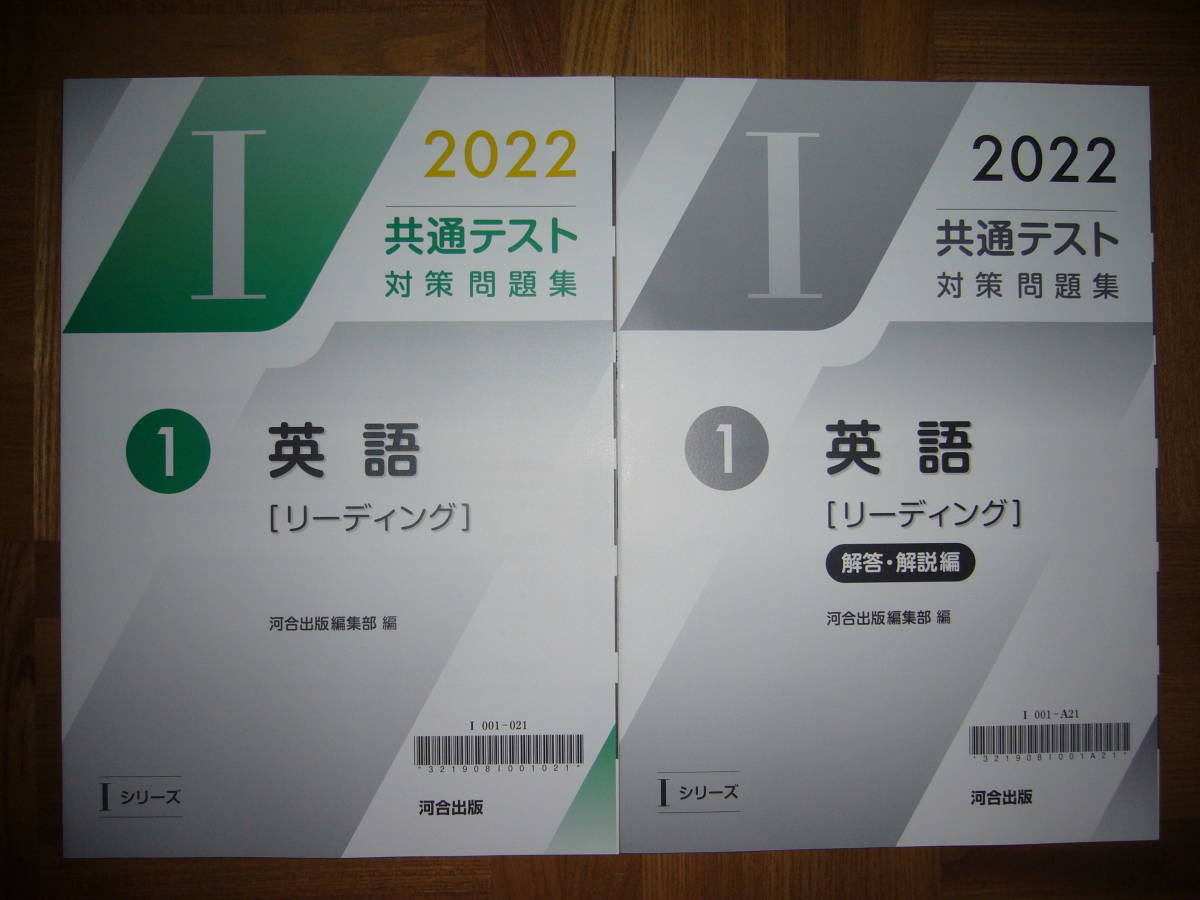 I
2022
共通テスト
対策問題集
1
英語
[リーディング]
河合出版編集部 編
I 001-021
*3219081001021*
I シリーズ
河合出版
I
2022
共通テスト
対策問題集
1
英語
[リーディング]
解答・解説編
河合出版編集部 編
I 001-A21
*3219081001A21*
I シリーズ
河合出版